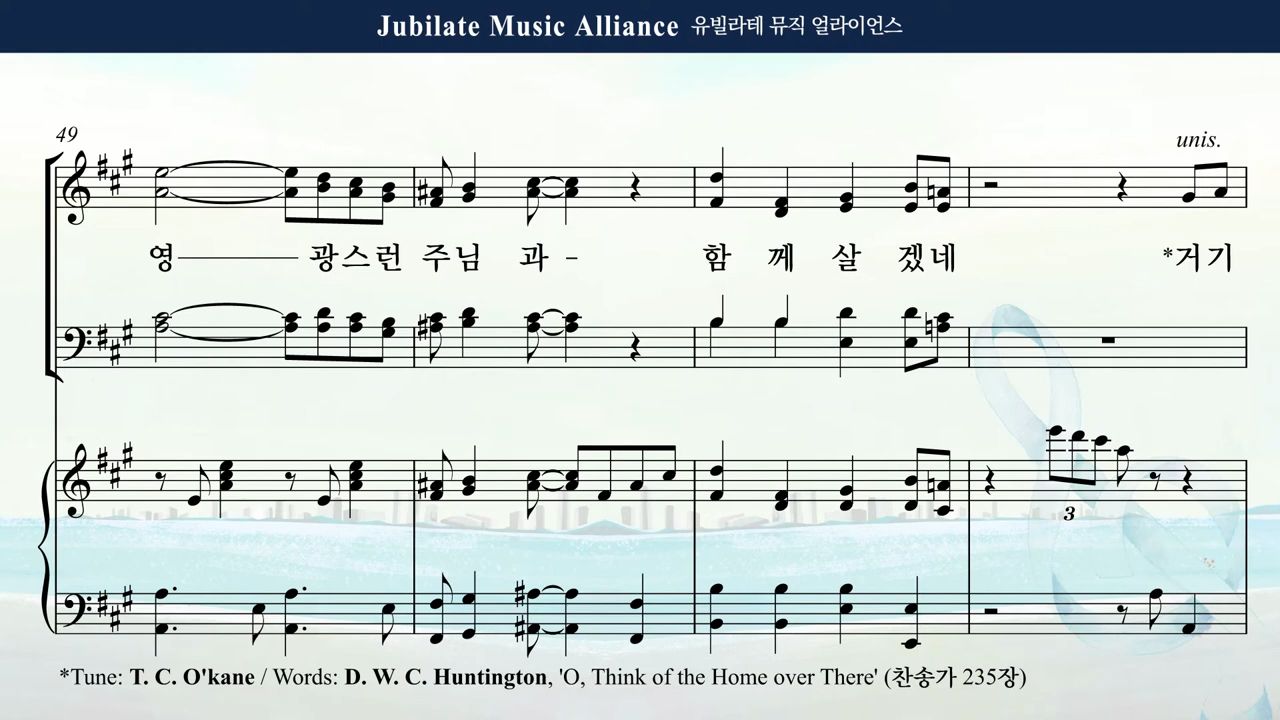 Jubilate Music Alliance 유빌라테 뮤직 얼라이언스
49
unis.
영 광스런 주님 과 - 함 께 살 겠네 *거기
3
*Tune: T. C. O'kane / Words: D. W. C. Huntington, 'O, Think of the Home over There' (찬송가 235장)